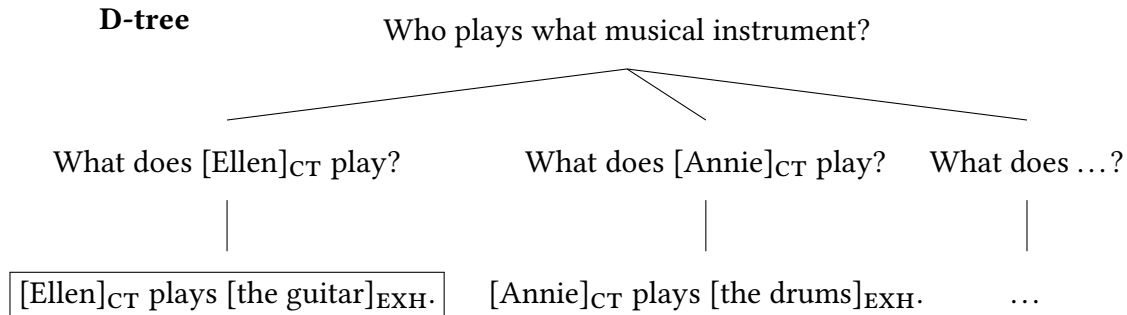 D-tree
Who plays what musical instrument?
What does [Ellen]CT play? What does [Annie]CT play? What does …?
[Ellen]CT plays [the guitar]EXH. [Annie]CT plays [the drums]EXH. …